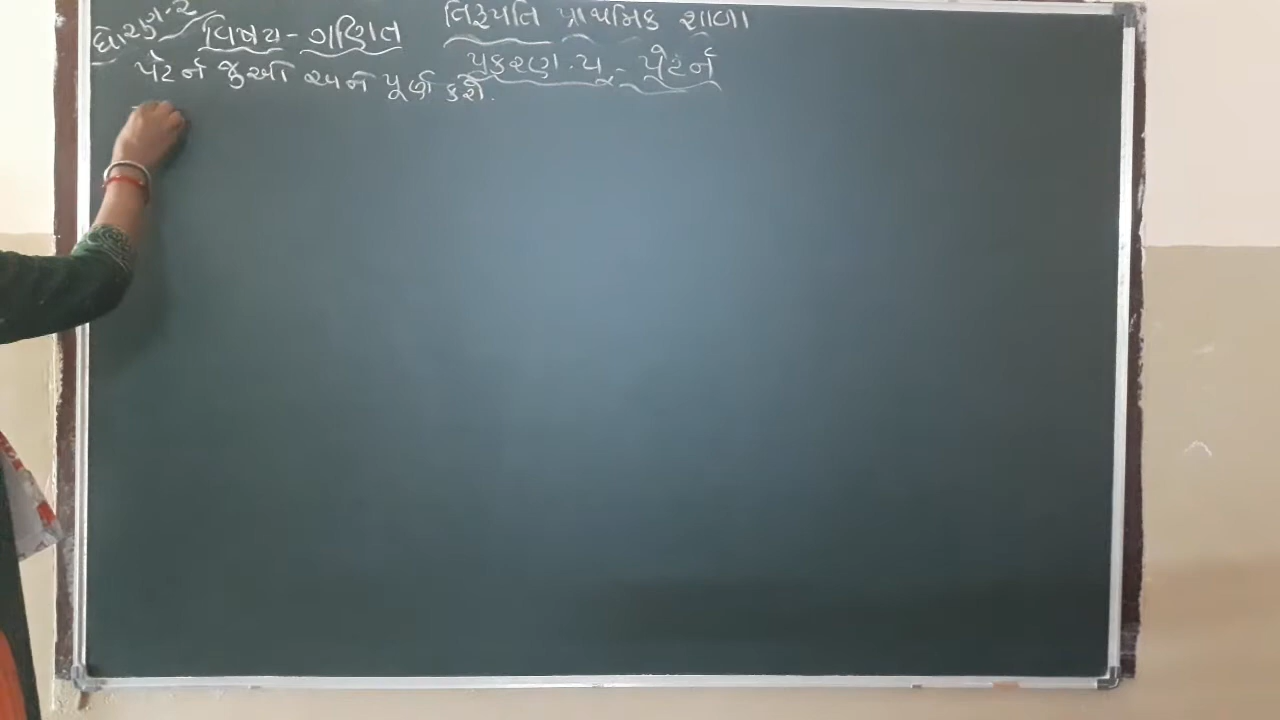 તિરૂપતિ પ્રાથમિક શાળા
ધોરણ-૨ વિષય - ગણિત
પ્રકરણ-૫ - પેટર્ન
પેટર્ન જુઓ અને પૂર્ણ કરો.